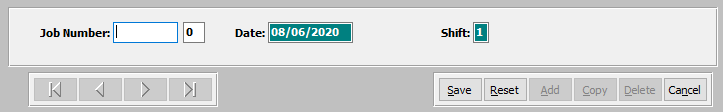 Job Number: 0 Date: 08/06/2020 Shift: 1
Save Reset Add Copy Delete Cancel